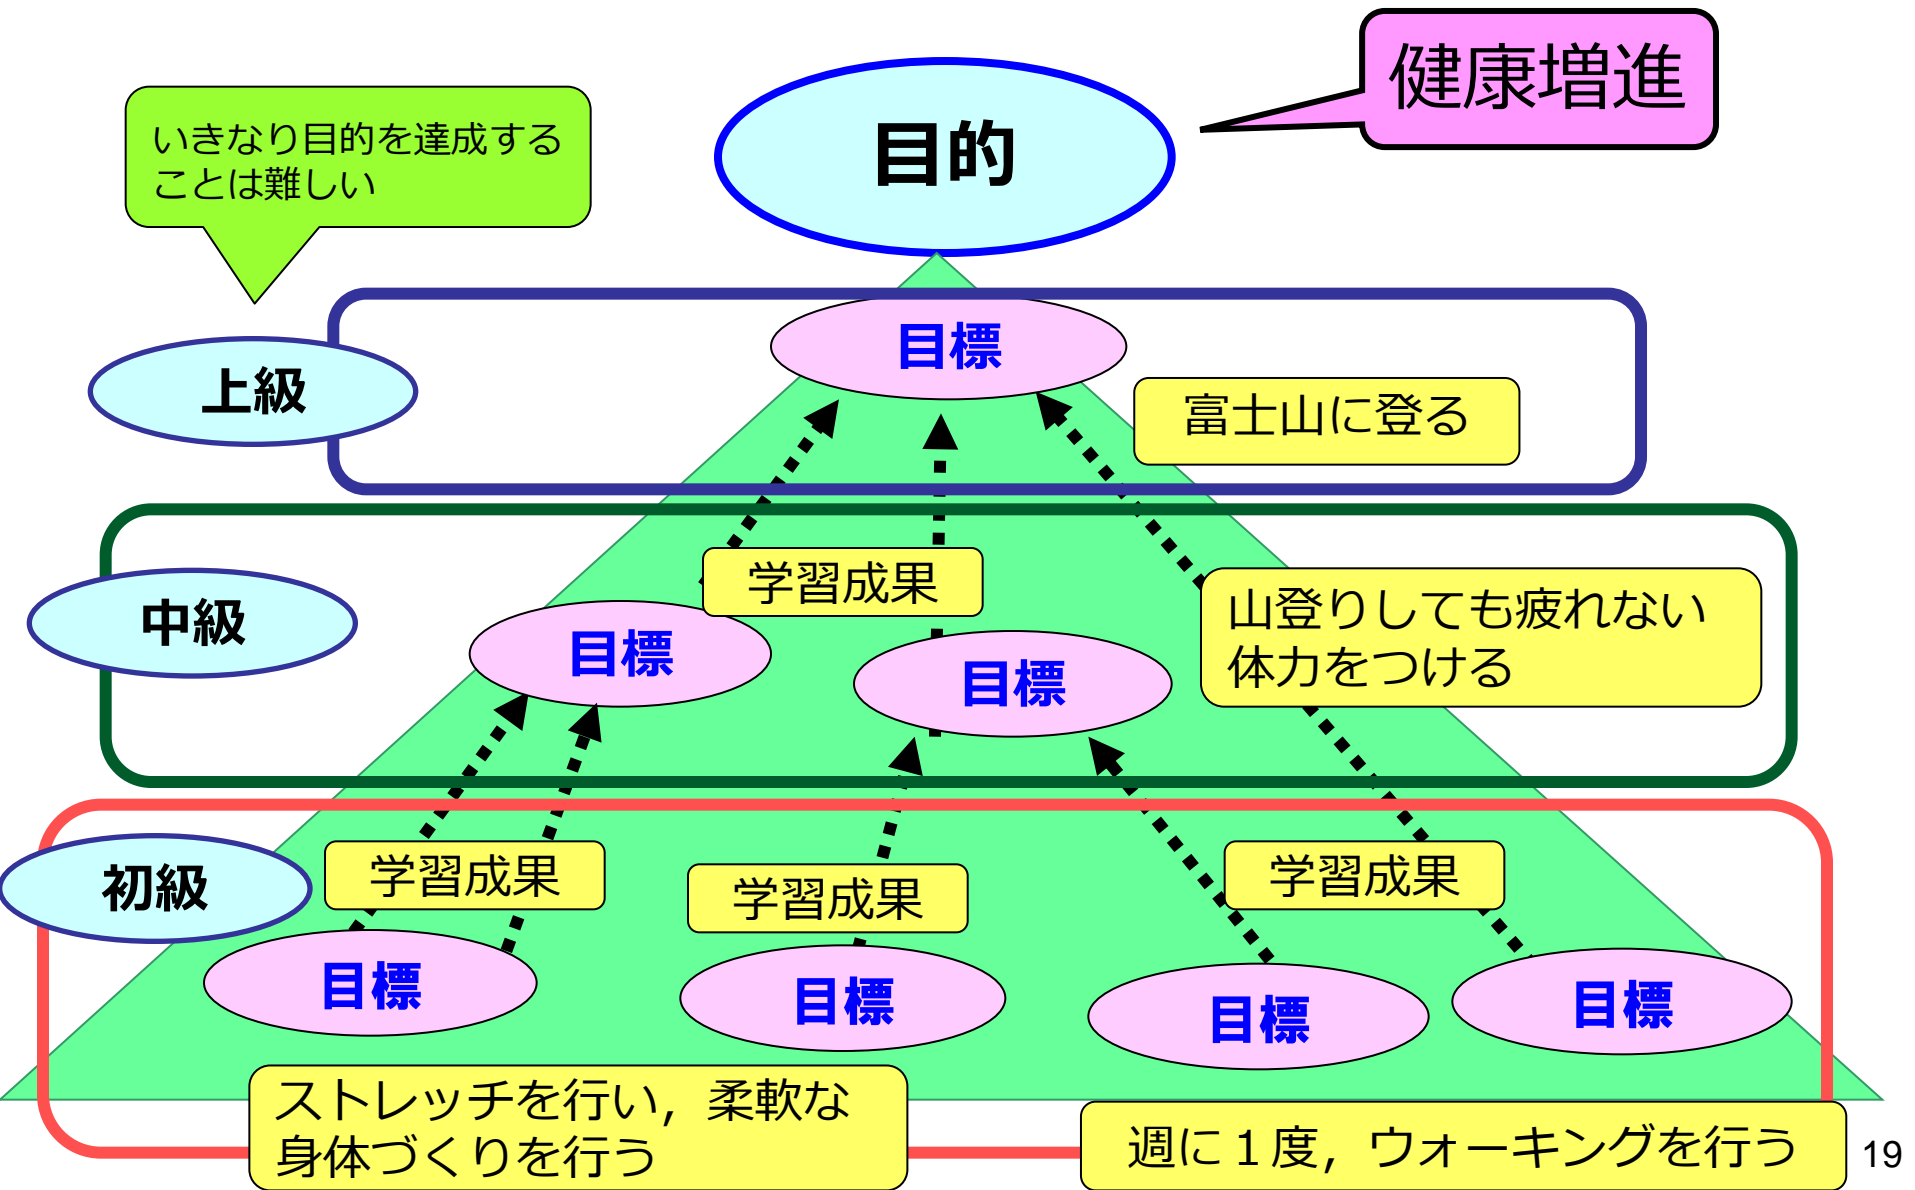 健康増進
目的
いきなり目的を達成する
ことは難しい
目標
上級
富士山に登る
学習成果
中級
目標
目標
山登りしても疲れない
体力をつける
初級
学習成果
学習成果
学習成果
目標
目標
目標
目標
ストレッチを行い，柔軟な
身体づくりを行う
週に１度，ウォーキングを行う
19